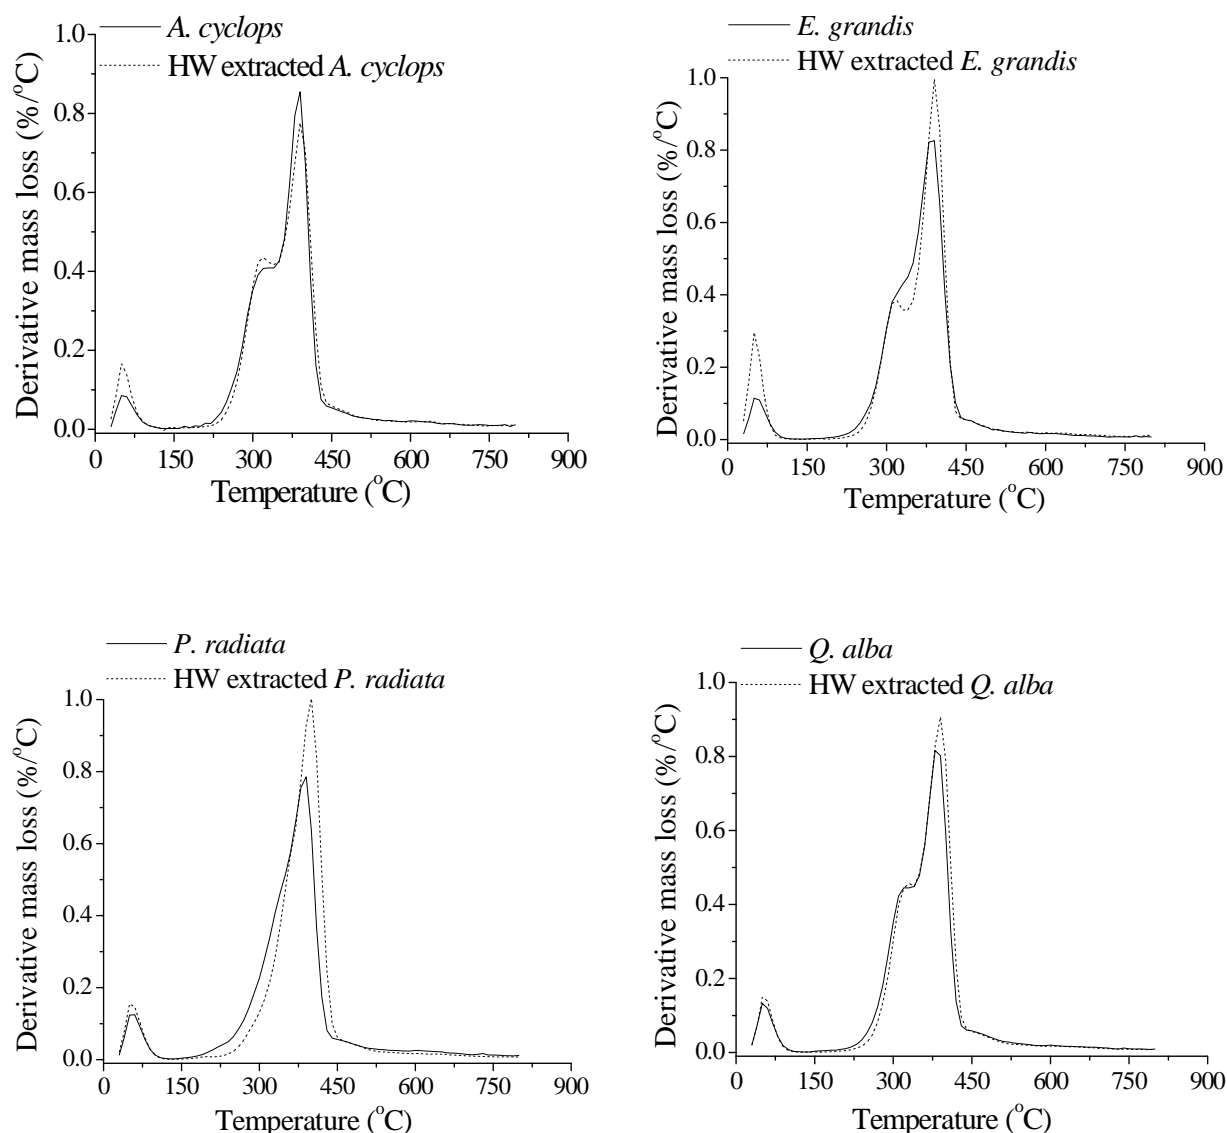 A. cyclops
HW extracted A. cyclops
1.0
0.8
0.6
0.4
0.2
0.0
Derivative mass loss (%/°C)
0 150 300 450 600 750 900
Temperature (°C)
E. grandis
HW extracted E. grandis
1.0
0.8
0.6
0.4
0.2
0.0
Derivative mass loss (%/°C)
0 150 300 450 600 750 900
Temperature (°C)
P. radiata
HW extracted P. radiata
1.0
0.8
0.6
0.4
0.2
0.0
Derivative mass loss (%/°C)
0 150 300 450 600 750 900
Temperature (°C)
Q. alba
HW extracted Q. alba
1.0
0.8
0.6
0.4
0.2
0.0
Derivative mass loss (%/°C)
0 150 300 450 600 750 900
Temperature (°C)